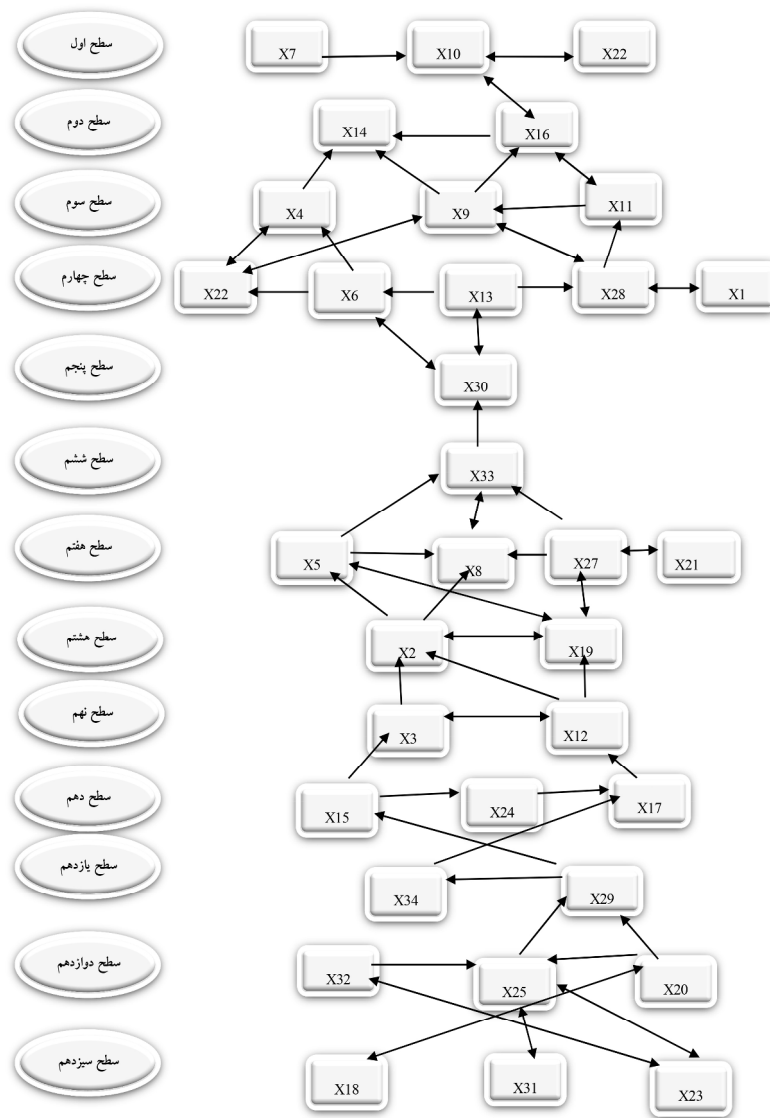 سطح اول
X7
X10
X22
سطح دوم
X14
X16
سطح سوم
X4
X9
X11
سطح چهارم
X22
X6
X13
X28
X1
سطح پنجم
X30
سطح ششم
X33
سطح هفتم
X5
X8
X27
X21
سطح هشتم
X2
X19
سطح نهم
X3
X12
سطح دهم
X15
X24
X17
سطح یازدهم
X34
X29
سطح دوازدهم
X32
X25
X20
سطح سیزدهم
X18
X31
X23